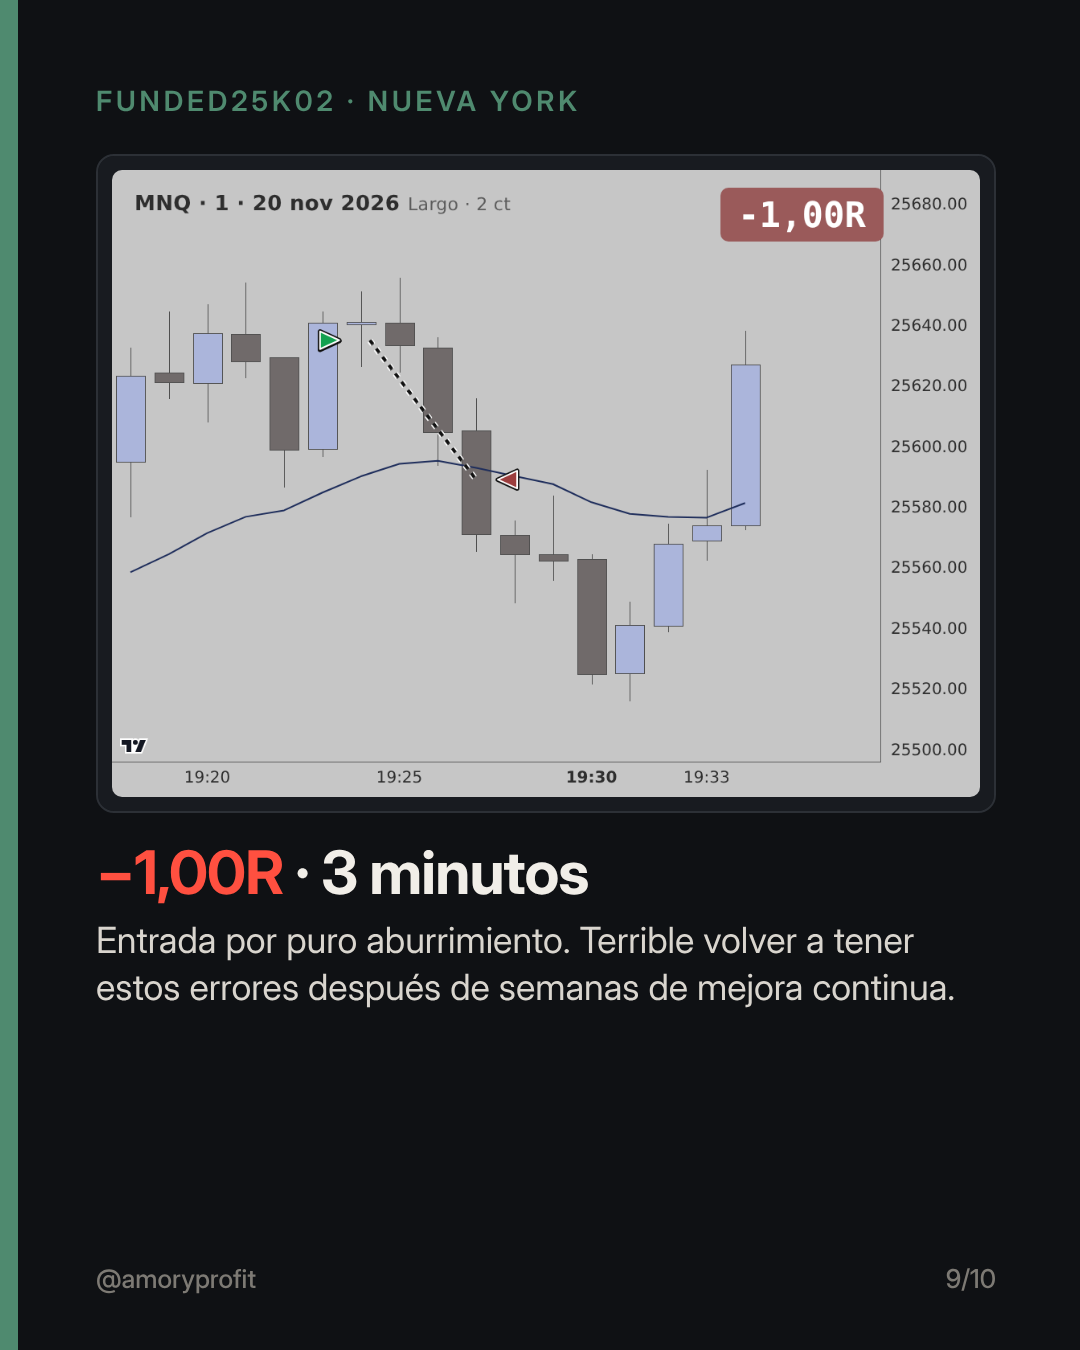 FUNDED25K02 · NUEVA YORK
MNQ · 1 · 20 nov 2026 Largo · 2 ct
-1,00R
25680.00
25660.00
25640.00
25620.00
25600.00
25580.00
25560.00
25540.00
25520.00
25500.00
19:20 19:25 19:30 19:33
–1,00R · 3 minutos
Entrada por puro aburrimiento. Terrible volver a tener
estos errores después de semanas de mejora continua.
@amoryprofit 9/10